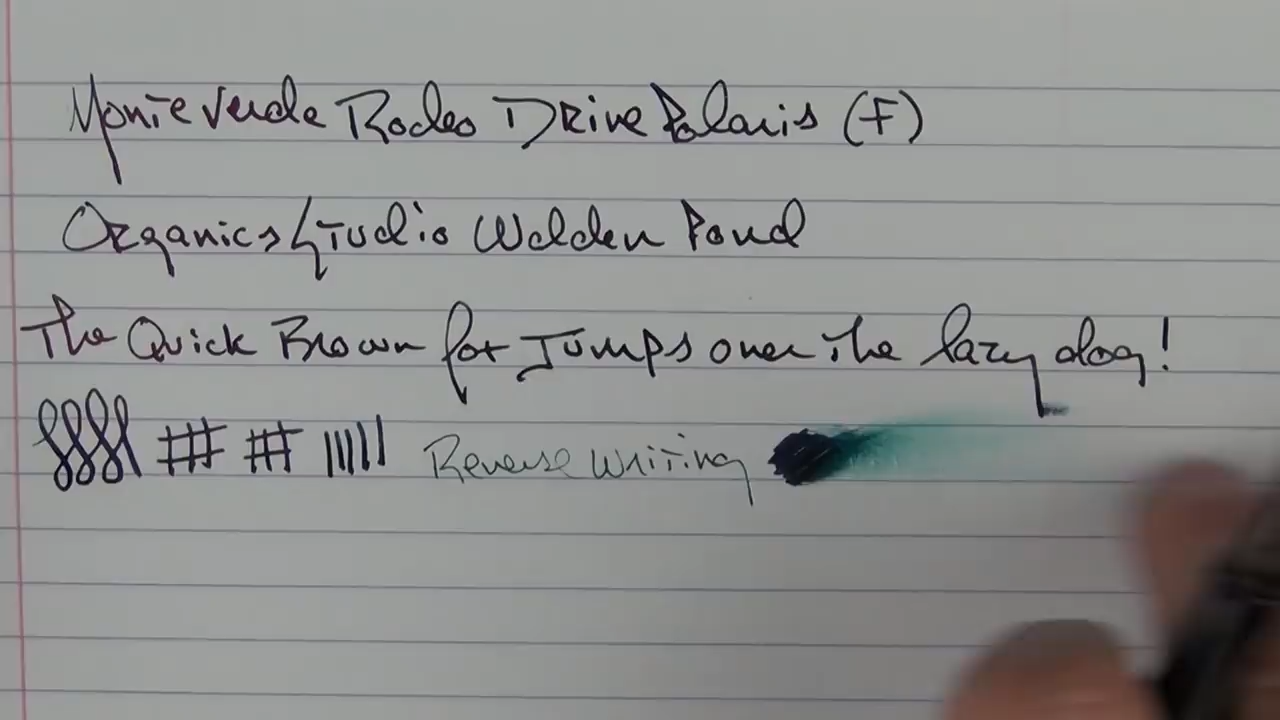 Monteverde Rodeo Drive Polaris (F)
Organics Studio Walden Pond
The Quick Brown fox Jumps over The lazy dog!
Reverse Writing